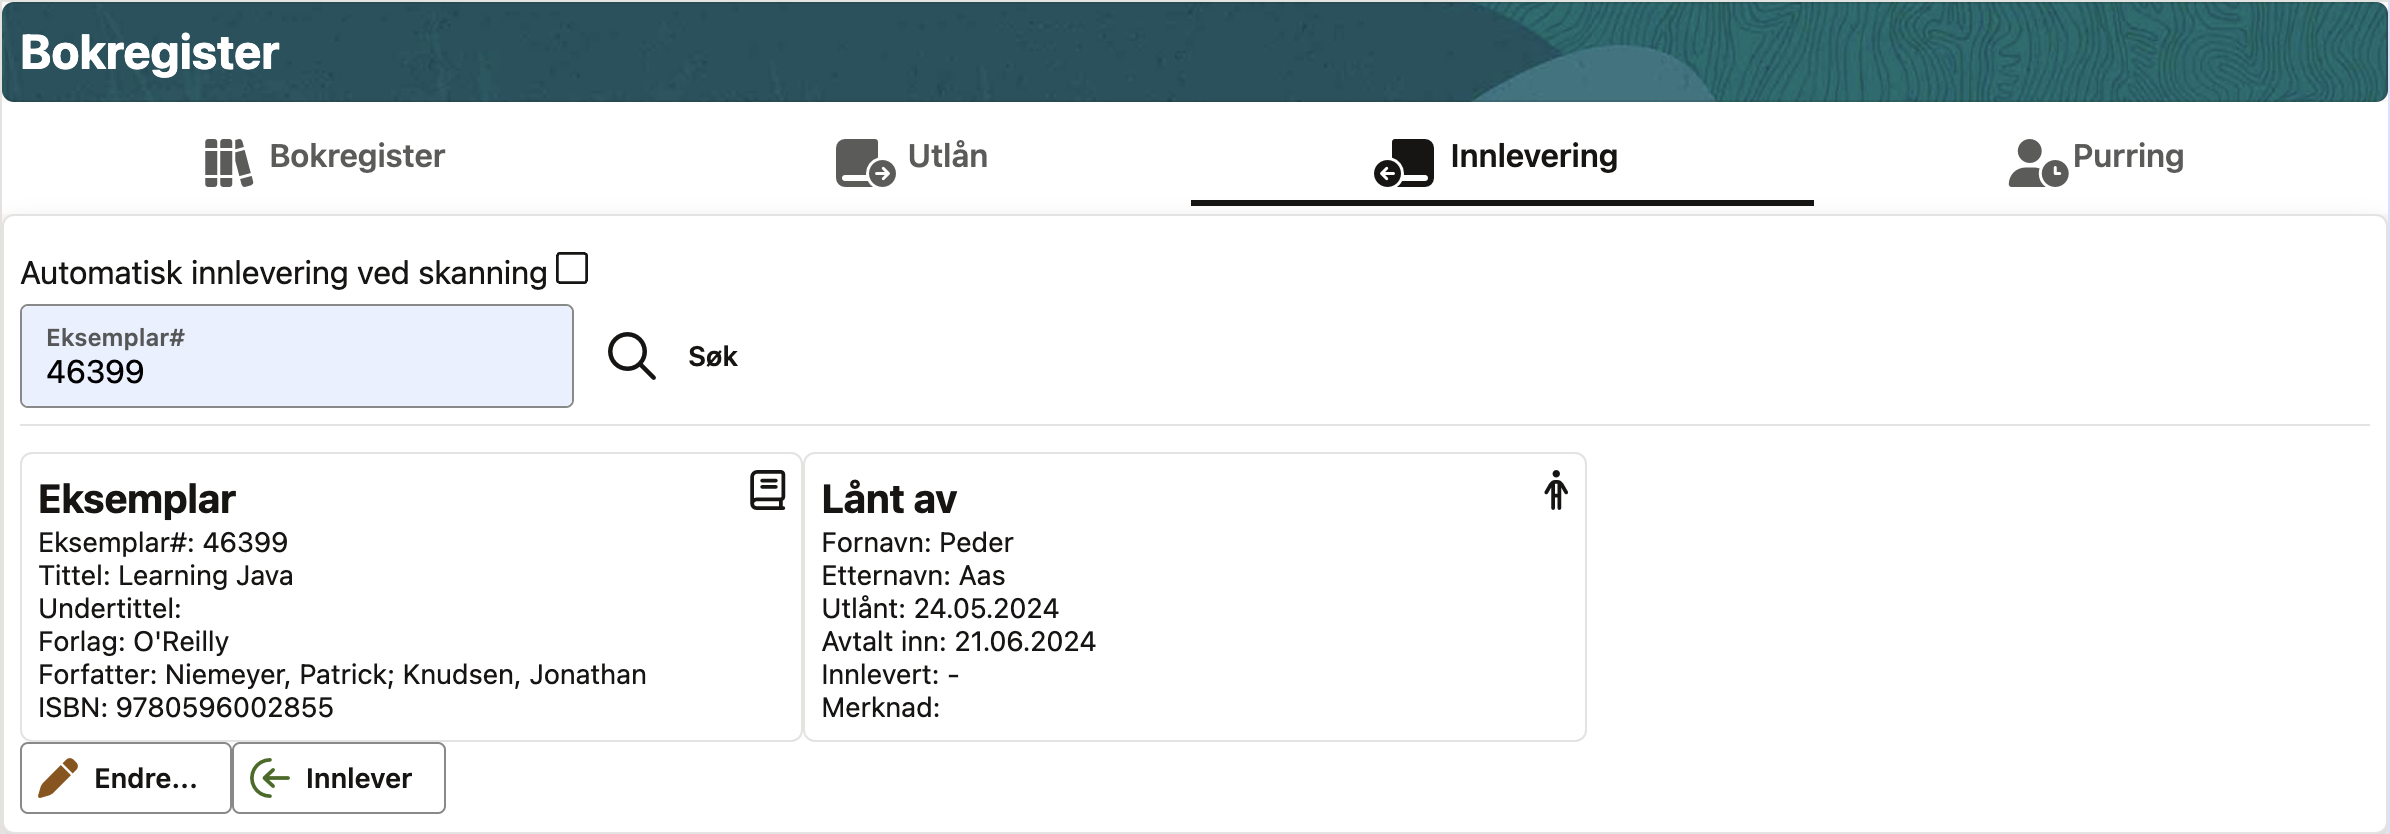 Bokregister
Bokregister
Utlån
Innlevering
Purring
Automatisk innlevering ved skanning
Eksemplar#
46399
Søk
Eksemplar
Eksemplar#: 46399
Tittel: Learning Java
Undertittel:
Forlag: O'Reilly
Forfatter: Niemeyer, Patrick; Knudsen, Jonathan
ISBN: 9780596002855
Lånt av
Fornavn: Peder
Etternavn: Aas
Utlånt: 24.05.2024
Avtalt inn: 21.06.2024
Innlevert: -
Merknad:
Endre...
Innlever